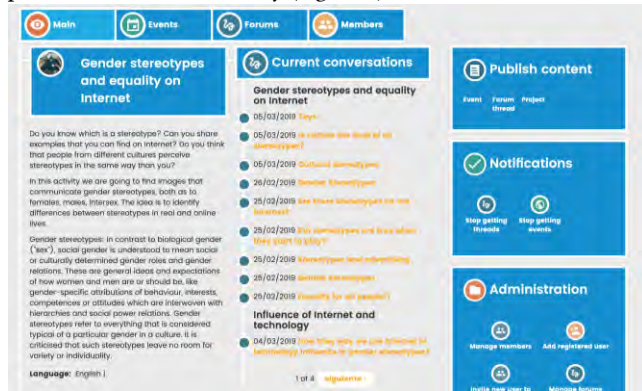 Main
Events
Forums
Members
Gender stereotypes
and equality on
Internet
Do you know which is a stereotype? Can you share
examples that you can find on internet? Do you think
that people from different cultures perceive
stereotypes in the same way than you?
In this activity we are going to find images that
communicate gender stereotypes, both as to
females, males, intersex. The idea is to identify
differences between stereotypes in real and online
lives.
Gender stereotypes: in contrast to biological gender
("sex"), social gender is understood to mean social
or culturally determined gender roles and gender
relations. These are general ideas and expectations
of how women and men are or should be, like
gender-specific attributions of behaviour, interests,
competences or attitudes which are interwoven with
hierarchies and social power relations. Gender
stereotypes refer to everything that is considered
typical of a particular gender in a culture. It is
criticised that such stereotypes leave no room for
variety or individuality.
Language: English |
Current conversations
Gender stereotypes and equality
on Internet
05/03/2019 Toys
05/03/2019 Is culture the base of all
stereotypes?
05/03/2019 Cultural stereotypes
26/02/2019 Gender Stereotypes
25/02/2019 Are there stereotypes on the
Internet?
25/02/2019 But stereotypes are true when
they start to play?
25/02/2019 Stereotypes and advertising
25/02/2019 Gender stereotypes
25/02/2019 Equality for all people?
Influence of Internet and
technology
04/03/2019 How they way we use Internet or
technology influence in gender stereotypes?
1 of 4 siguiente ›
Publish content
Event
Forum
thread
Project
Notifications
Stop getting
threads
Stop getting
events
Administration
Manage members
Add registered user
Invite new user to
Manage forums